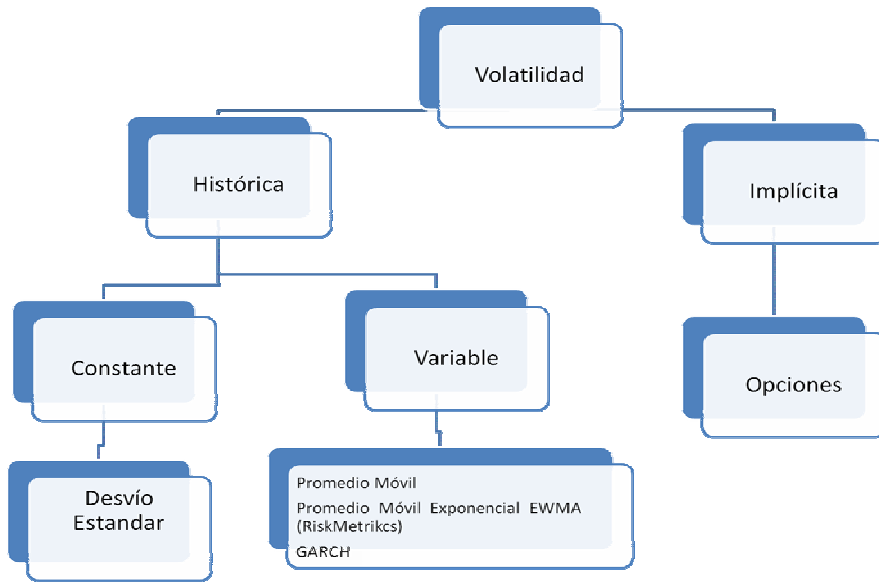 Volatilidad
Histórica
Implícita
Constante
Variable
Opciones
Desvío
Estandar
Promedio Móvil
Promedio Móvil Exponencial EWMA
(RiskMetrikcs)
GARCH